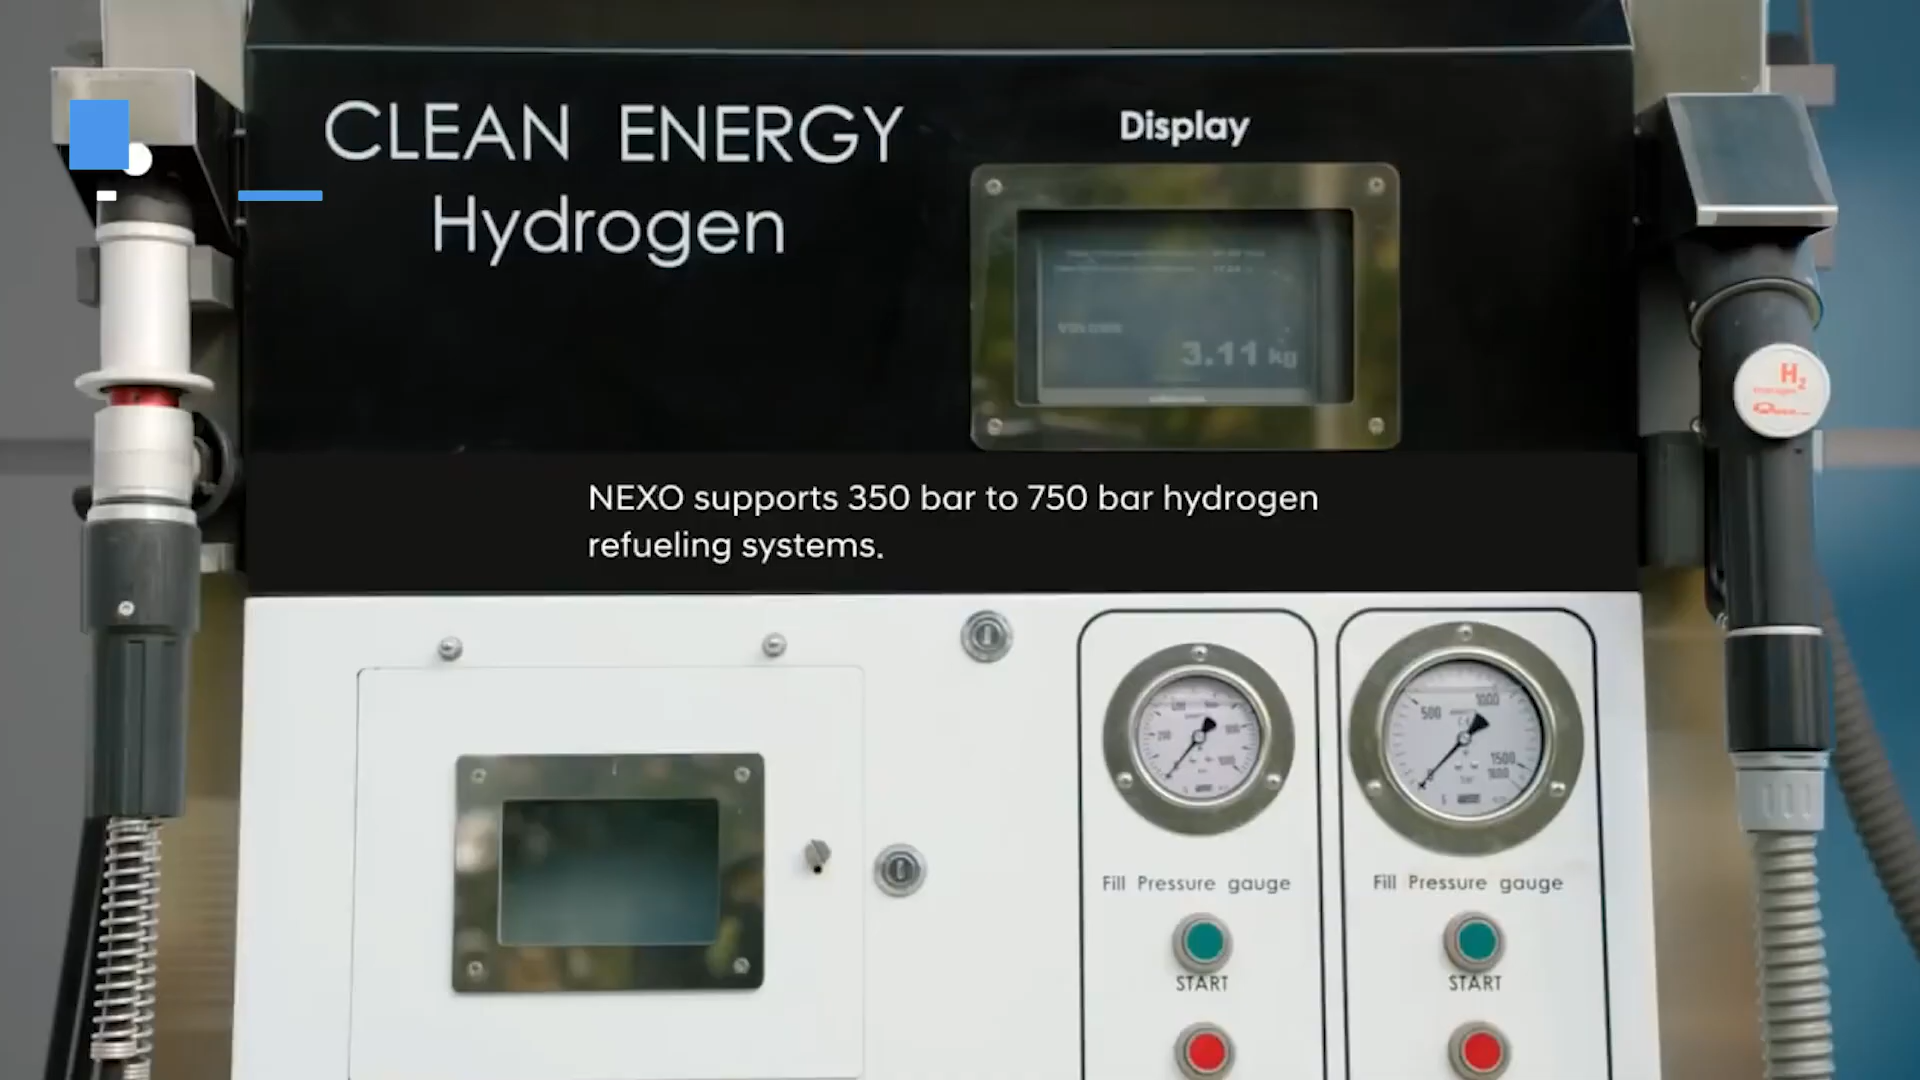 CLEAN ENERGY
Hydrogen
Display
3.11 kg
H2
NEXO supports 350 bar to 750 bar hydrogen
refueling systems.
500
1000
1500
Fill Pressure gauge
Fill Pressure gauge
START
START